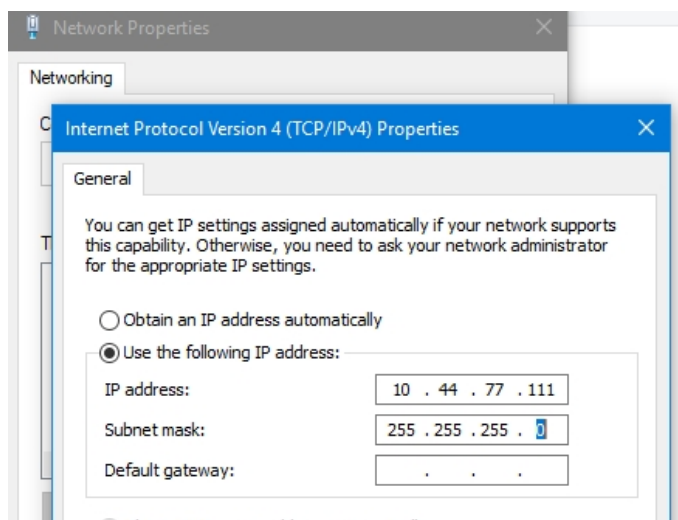 Network Properties
Networking
C
Internet Protocol Version 4 (TCP/IPv4) Properties
General
You can get IP settings assigned automatically if your network supports
this capability. Otherwise, you need to ask your network administrator
for the appropriate IP settings.
T
Obtain an IP address automatically
Use the following IP address:
IP address: 10 . 44 . 77 . 111
Subnet mask: 255 . 255 . 255 . 0
Default gateway: . . .